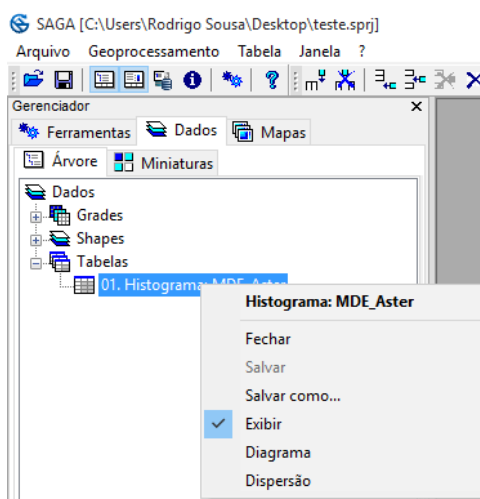 SAGA [C:\Users\Rodrigo Sousa\Desktop\teste.sprj]
Arquivo Geoprocessamento Tabela Janela ?
Gerenciador
Ferramentas Dados Mapas
Árvore Miniaturas
Dados
Grades
Shapes
Tabelas
01. Histograma: MDE_Aster
Histograma: MDE_Aster
Fechar
Salvar
Salvar como...
Exibir
Diagrama
Dispersão